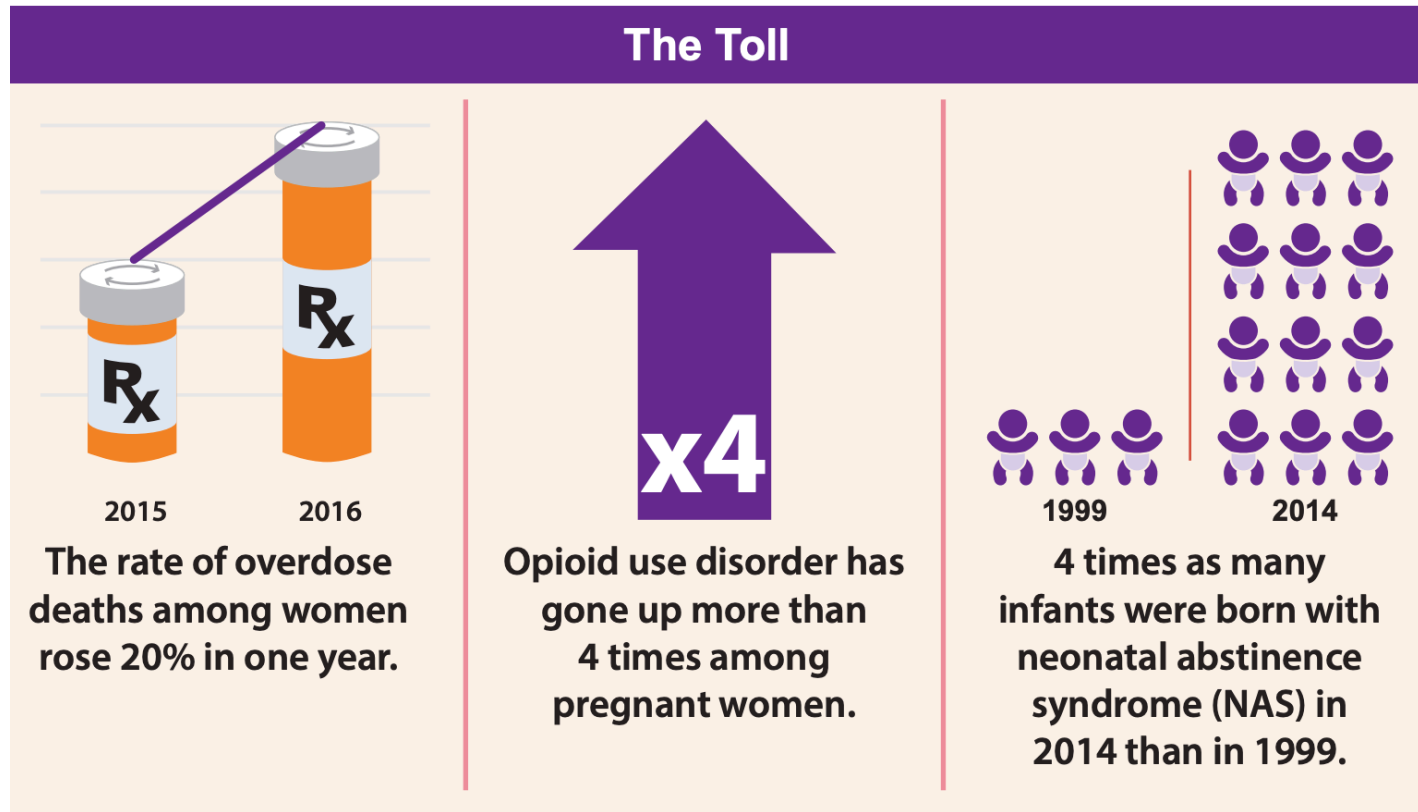 The Toll
Rx
Rx
2015
2016
The rate of overdose
deaths among women
rose 20% in one year.
x4
Opioid use disorder has
gone up more than
4 times among
pregnant women.
1999
2014
4 times as many
infants were born with
neonatal abstinence
syndrome (NAS) in
2014 than in 1999.